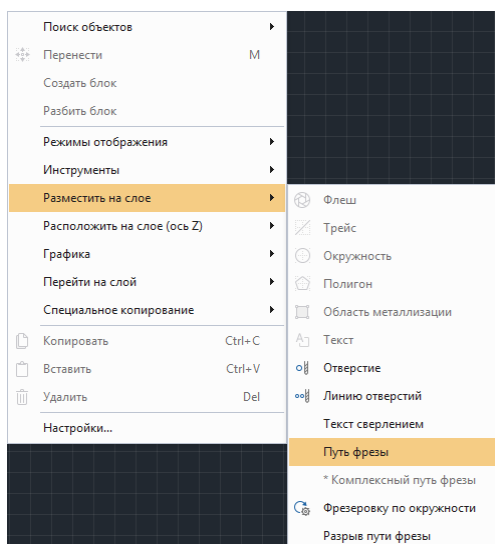 Поиск объектов
Перенести M
Создать блок
Разбить блок
Режимы отображения
Инструменты
Разместить на слое
Расположить на слое (ось Z)
Графика
Перейти на слой
Специальное копирование
Копировать Ctrl+C
Вставить Ctrl+V
Удалить Del
Настройки...
Флеш
Трейс
Окружность
Полигон
Область металлизации
Текст
Отверстие
Линию отверстий
Текст сверлением
Путь фрезы
* Комплексный путь фрезы
Фрезеровку по окружности
Разрыв пути фрезы